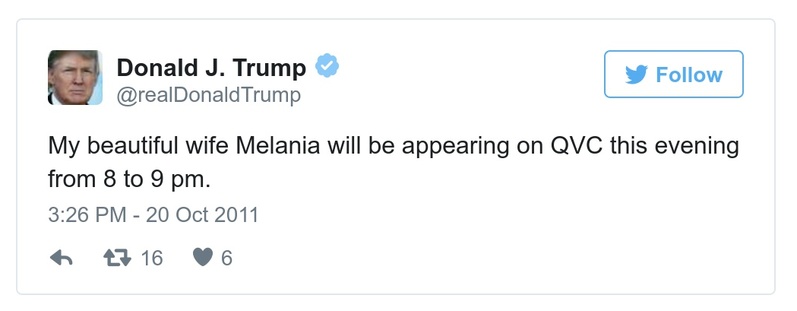 Donald J. Trump
@realDonaldTrump
Follow
My beautiful wife Melania will be appearing on QVC this evening
from 8 to 9 pm.
3:26 PM - 20 Oct 2011
16 6